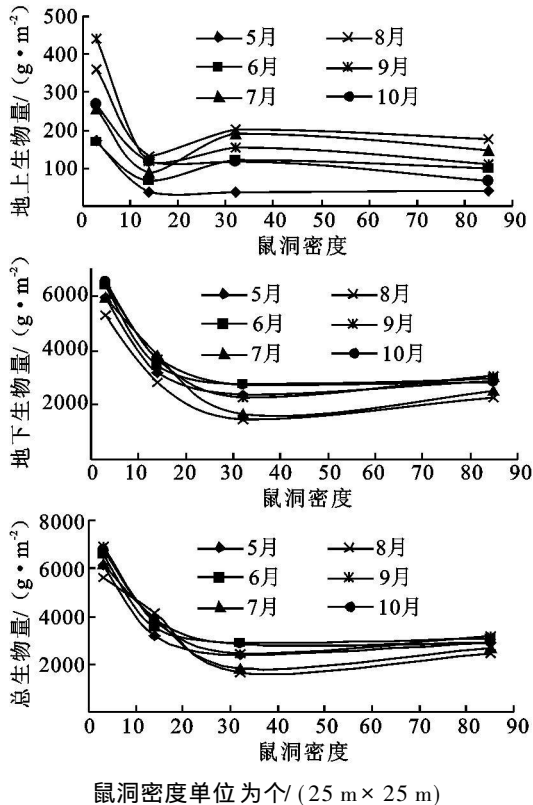 地上生物量/(g·m⁻²)
500
400
300
200
100
5月 8月
6月 9月
7月 10月
0 10 20 30 40 50 60 70 80 90
鼠洞密度
地下生物量/(g·m⁻²)
6000
4000
2000
5月 8月
6月 9月
7月 10月
0 10 20 30 40 50 60 70 80 90
鼠洞密度
总生物量/(g·m⁻²)
8000
6000
4000
2000
5月 8月
6月 9月
7月 10月
0 10 20 30 40 50 60 70 80 90
鼠洞密度
鼠洞密度单位为个/(25 m×25 m)